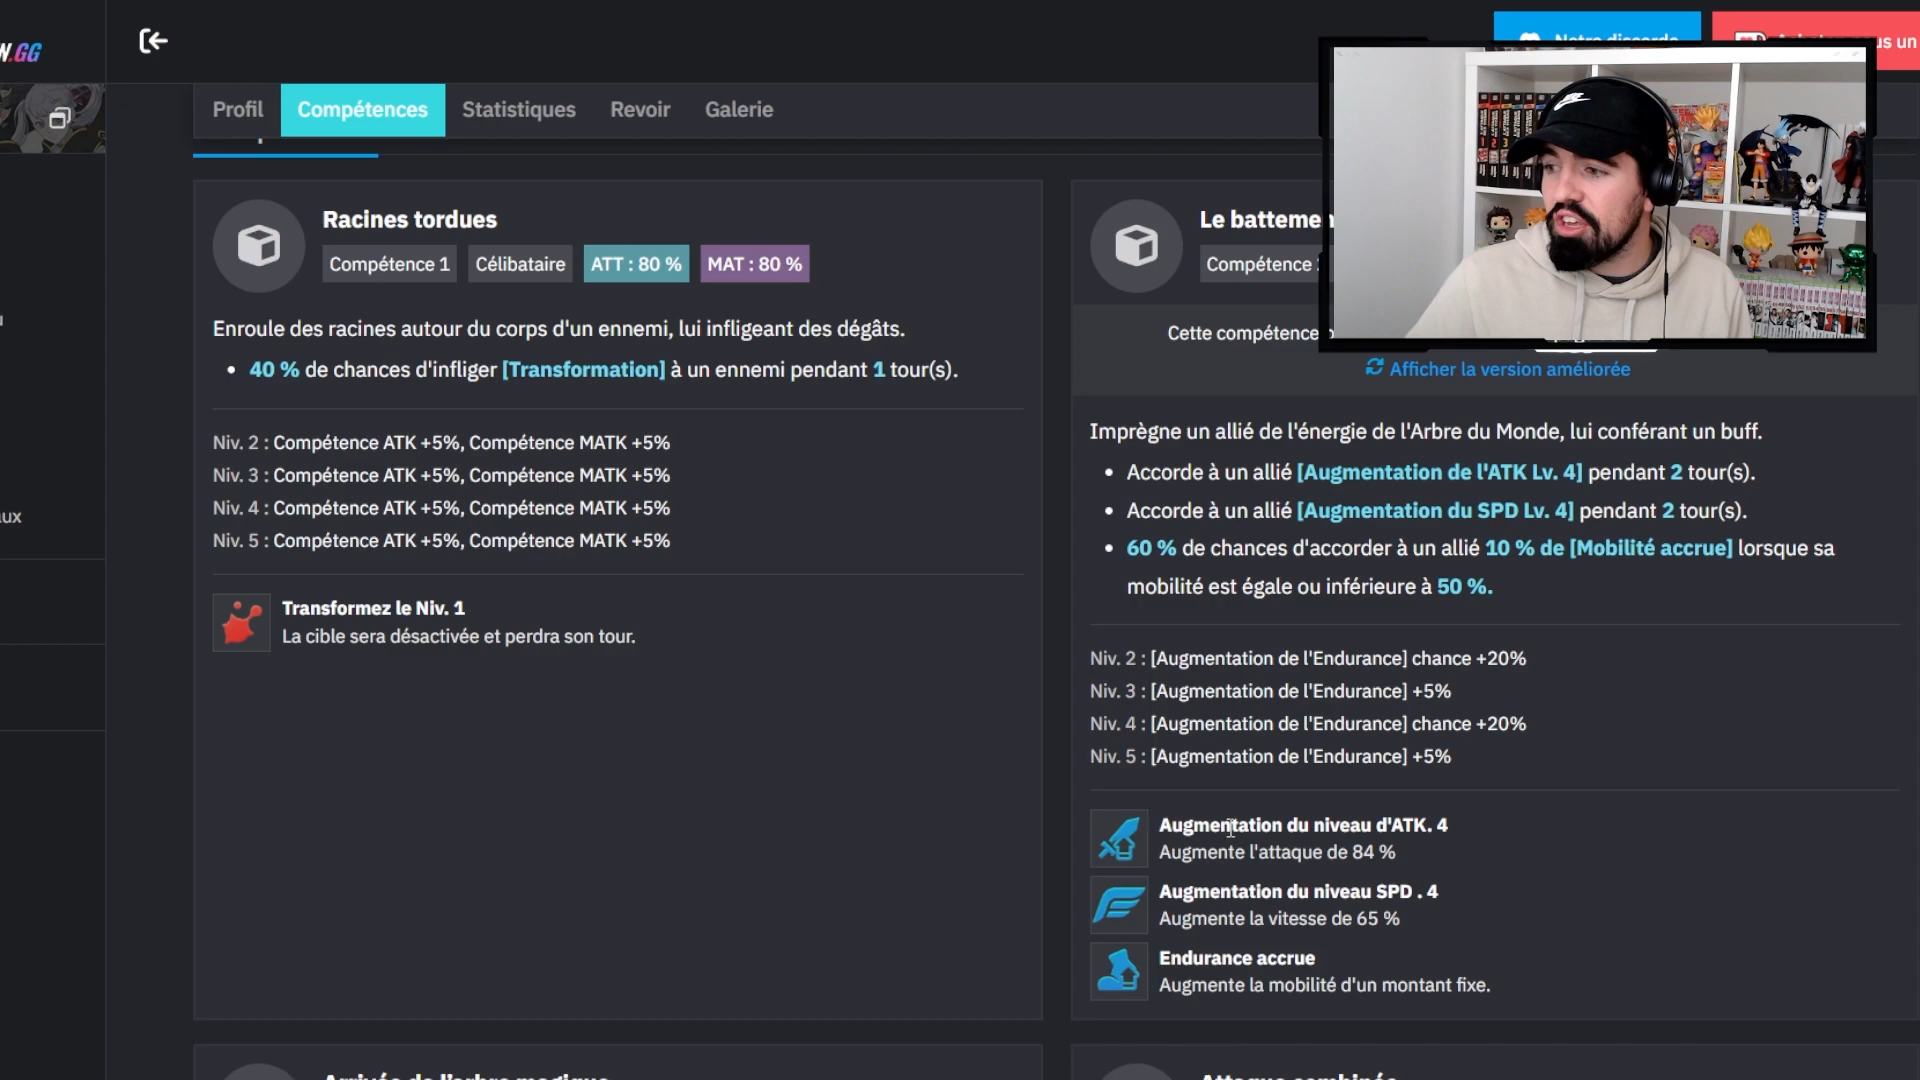 .GG
Profil
Compétences
Statistiques
Revoir
Galerie
Racines tordues
Compétence 1
Célibataire
ATT : 80 %
MAT : 80 %
Enroule des racines autour du corps d'un ennemi, lui infligeant des dégâts.
• 40 % de chances d'infliger [Transformation] à un ennemi pendant 1 tour(s).
Niv. 2 : Compétence ATK +5%, Compétence MATK +5%
Niv. 3 : Compétence ATK +5%, Compétence MATK +5%
Niv. 4 : Compétence ATK +5%, Compétence MATK +5%
Niv. 5 : Compétence ATK +5%, Compétence MATK +5%
Transformez le Niv. 1
La cible sera désactivée et perdra son tour.
Le
Compétence
Cette compétence
Afficher la version améliorée
Imprègne un allié de l'énergie de l'Arbre du Monde, lui conférant un buff.
• Accorde à un allié [Augmentation de l'ATK Lv. 4] pendant 2 tour(s).
• Accorde à un allié [Augmentation du SPD Lv. 4] pendant 2 tour(s).
• 60 % de chances d'accorder à un allié 10 % de [Mobilité accrue] lorsque sa
mobilité est égale ou inférieure à 50 %.
Niv. 2 : [Augmentation de l'Endurance] chance +20%
Niv. 3 : [Augmentation de l'Endurance] +5%
Niv. 4 : [Augmentation de l'Endurance] chance +20%
Niv. 5 : [Augmentation de l'Endurance] +5%
Augmentation du niveau d'ATK. 4
Augmente l'attaque de 84 %
Augmentation du niveau SPD . 4
Augmente la vitesse de 65 %
Endurance accrue
Augmente la mobilité d'un montant fixe.